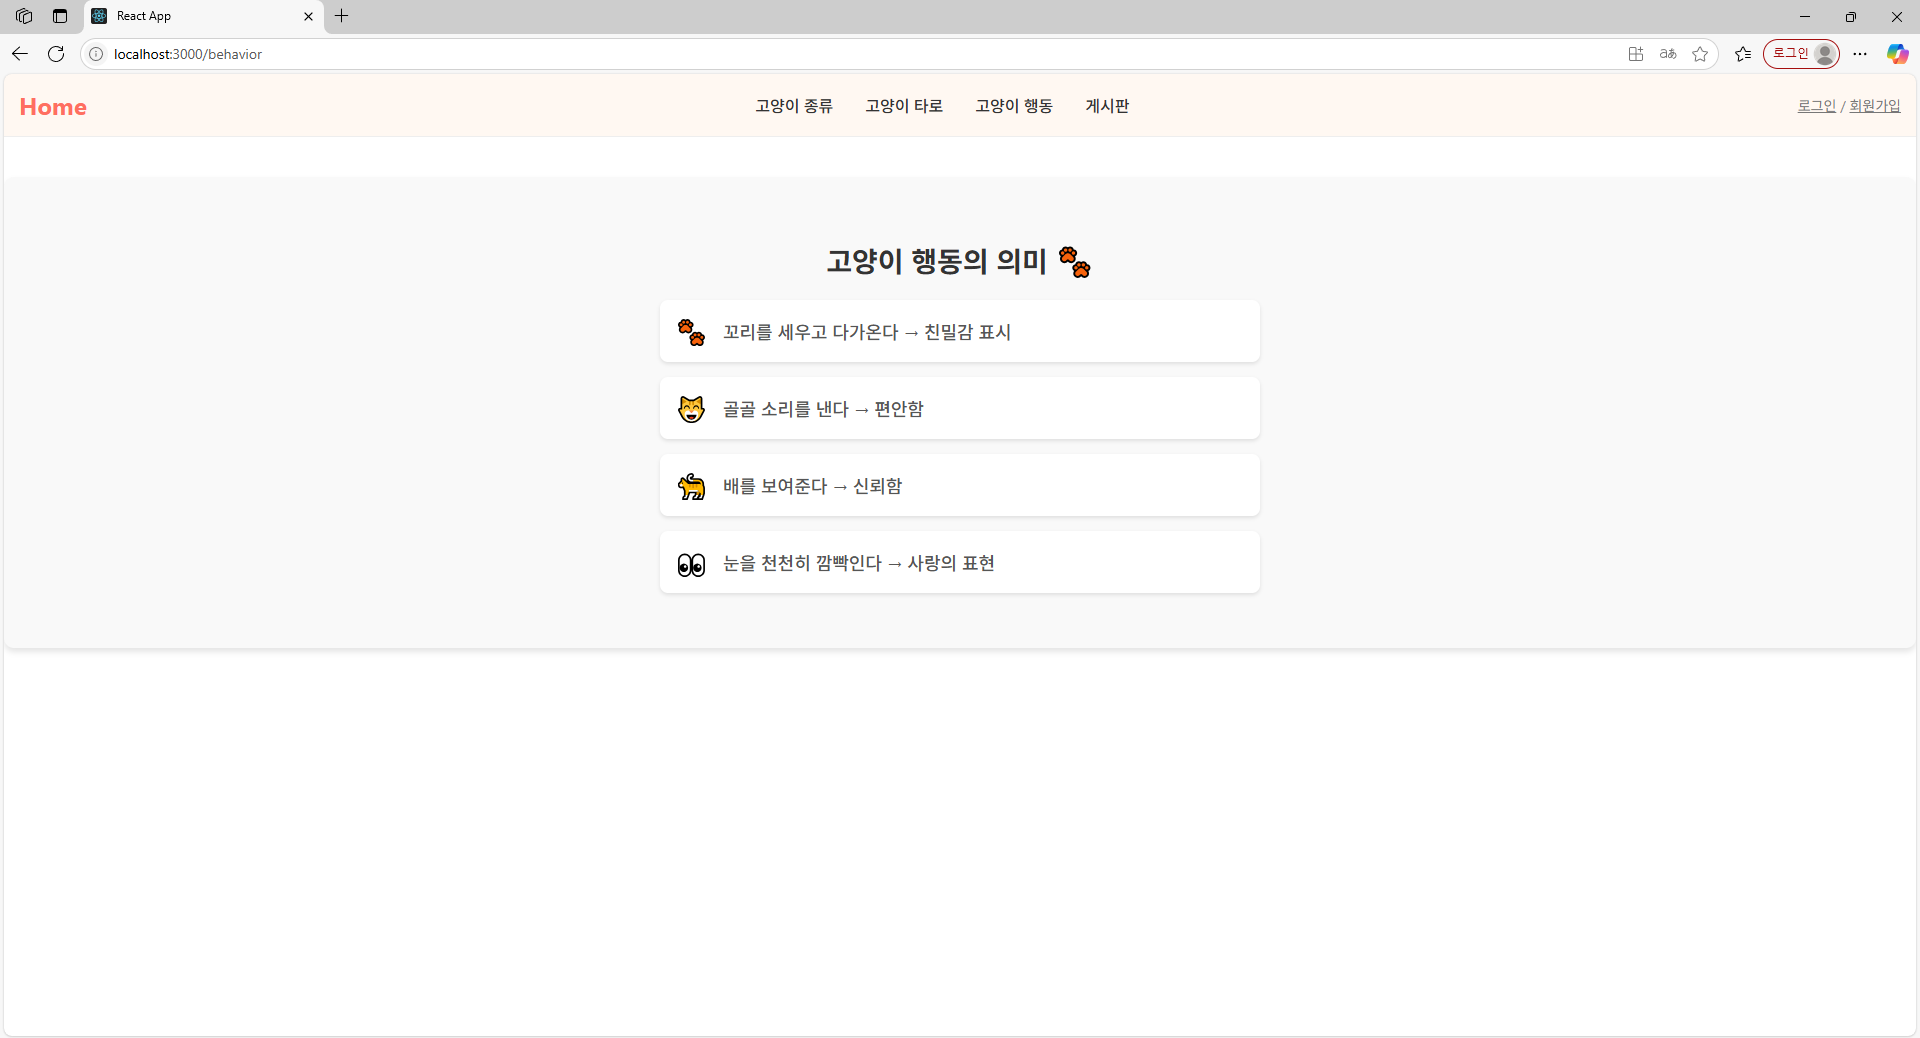 React App
localhost:3000/behavior
aあ
로그인
Home
고양이 종류
고양이 타로
고양이 행동
게시판
로그인 / 회원가입
고양이 행동의 의미
꼬리를 세우고 다가온다 → 친밀감 표시
골골 소리를 낸다 → 편안함
배를 보여준다 → 신뢰함
눈을 천천히 깜빡인다 → 사랑의 표현